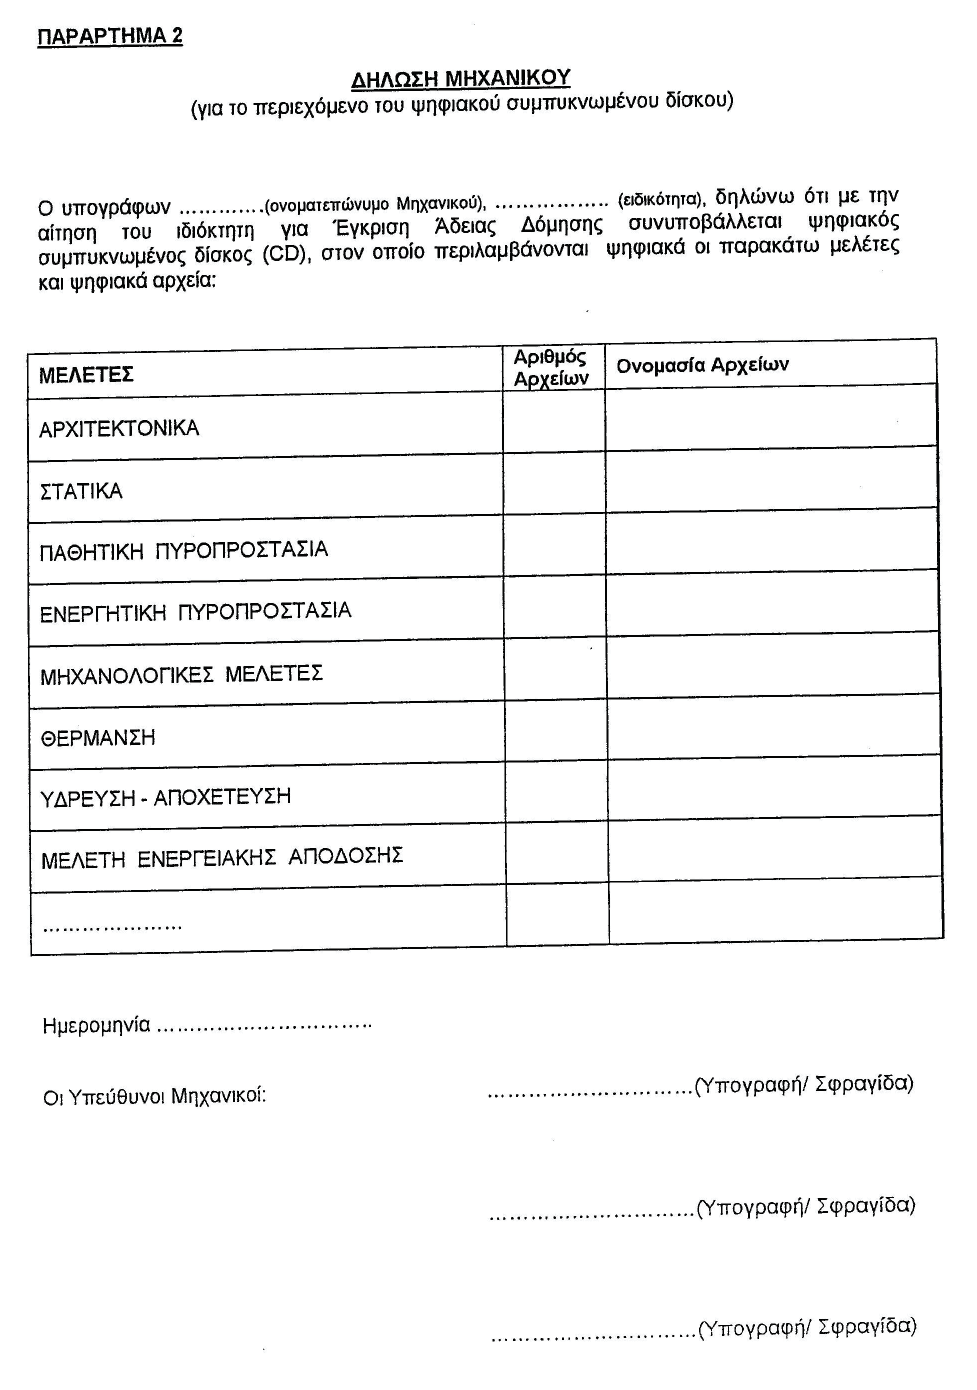 ΠΑΡΑΡΤΗΜΑ 2
ΔΗΛΩΣΗ ΜΗΧΑΝΙΚΟΥ
(για το περιεχόμενο του ψηφιακού συμπυκνωμένου δίσκου)
Ο υπογράφων .............(ονοματεπώνυμο Μηχανικού), ................. (ειδικότητα), δηλώνω ότι με την
αίτηση του ιδιόκτητη για Έγκριση Άδειας Δόμησης συνυποβάλλεται ψηφιακός
συμπυκνωμένος δίσκος (CD), στον οποίο περιλαμβάνονται ψηφιακά οι παρακάτω μελέτες
και ψηφιακά αρχεία:
ΜΕΛΕΤΕΣ Αριθμός Αρχείων Ονομασία Αρχείων
ΑΡΧΙΤΕΚΤΟΝΙΚΑ
ΣΤΑΤΙΚΑ
ΠΑΘΗΤΙΚΗ ΠΥΡΟΠΡΟΣΤΑΣΙΑ
ΕΝΕΡΓΗΤΙΚΗ ΠΥΡΟΠΡΟΣΤΑΣΙΑ
ΜΗΧΑΝΟΛΟΓΙΚΕΣ ΜΕΛΕΤΕΣ
ΘΕΡΜΑΝΣΗ
ΥΔΡΕΥΣΗ - ΑΠΟΧΕΤΕΥΣΗ
ΜΕΛΕΤΗ ΕΝΕΡΓΕΙΑΚΗΣ ΑΠΟΔΟΣΗΣ
.....................
Ημερομηνία ................................
Οι Υπεύθυνοι Μηχανικοί: ...............................(Υπογραφή/ Σφραγίδα)
...............................(Υπογραφή/ Σφραγίδα)
...............................(Υπογραφή/ Σφραγίδα)